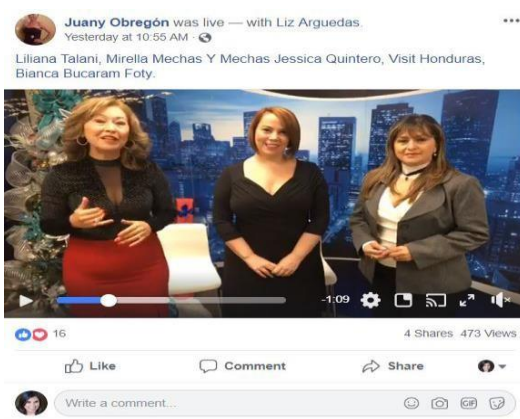 Juany Obregón was live — with Liz Arguedas.
Yesterday at 10:55 AM ·
Liliana Talani, Mirella Mechas Y Mechas Jessica Quintero, Visit Honduras,
Bianca Bucaram Foty.
-1:09
16 4 Shares 473 Views
Like Comment Share
Write a comment... GIF